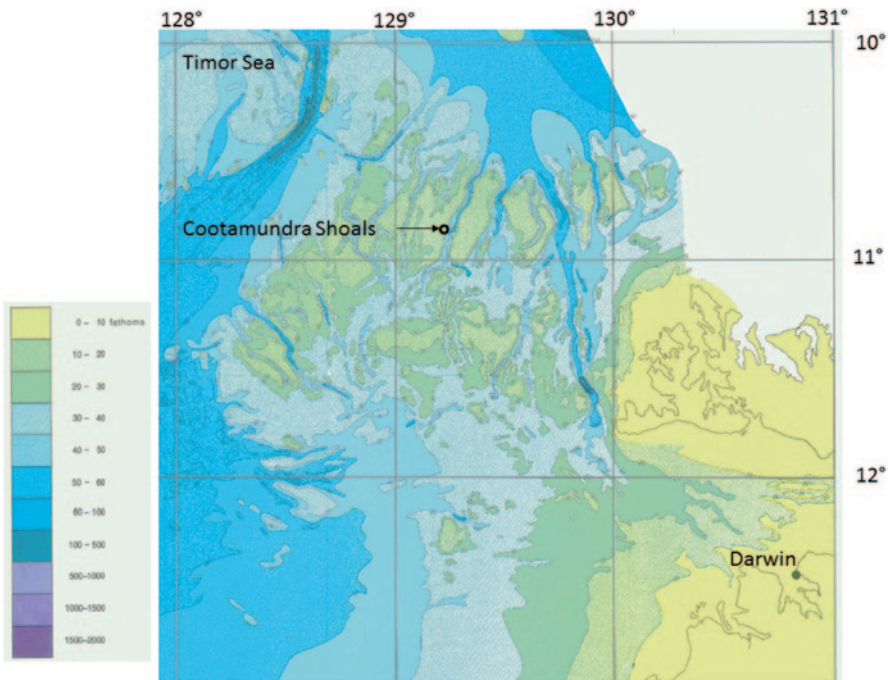 128° 129° 130° 131°
10°
Timor Sea
Cootamundra Shoals
11°
0 – 10 fathoms
10 – 20
20 – 30
30 – 40
40 – 50
50 – 60
60 – 100
100 – 500
500–1000
1000–1500
1500–2000
12°
Darwin